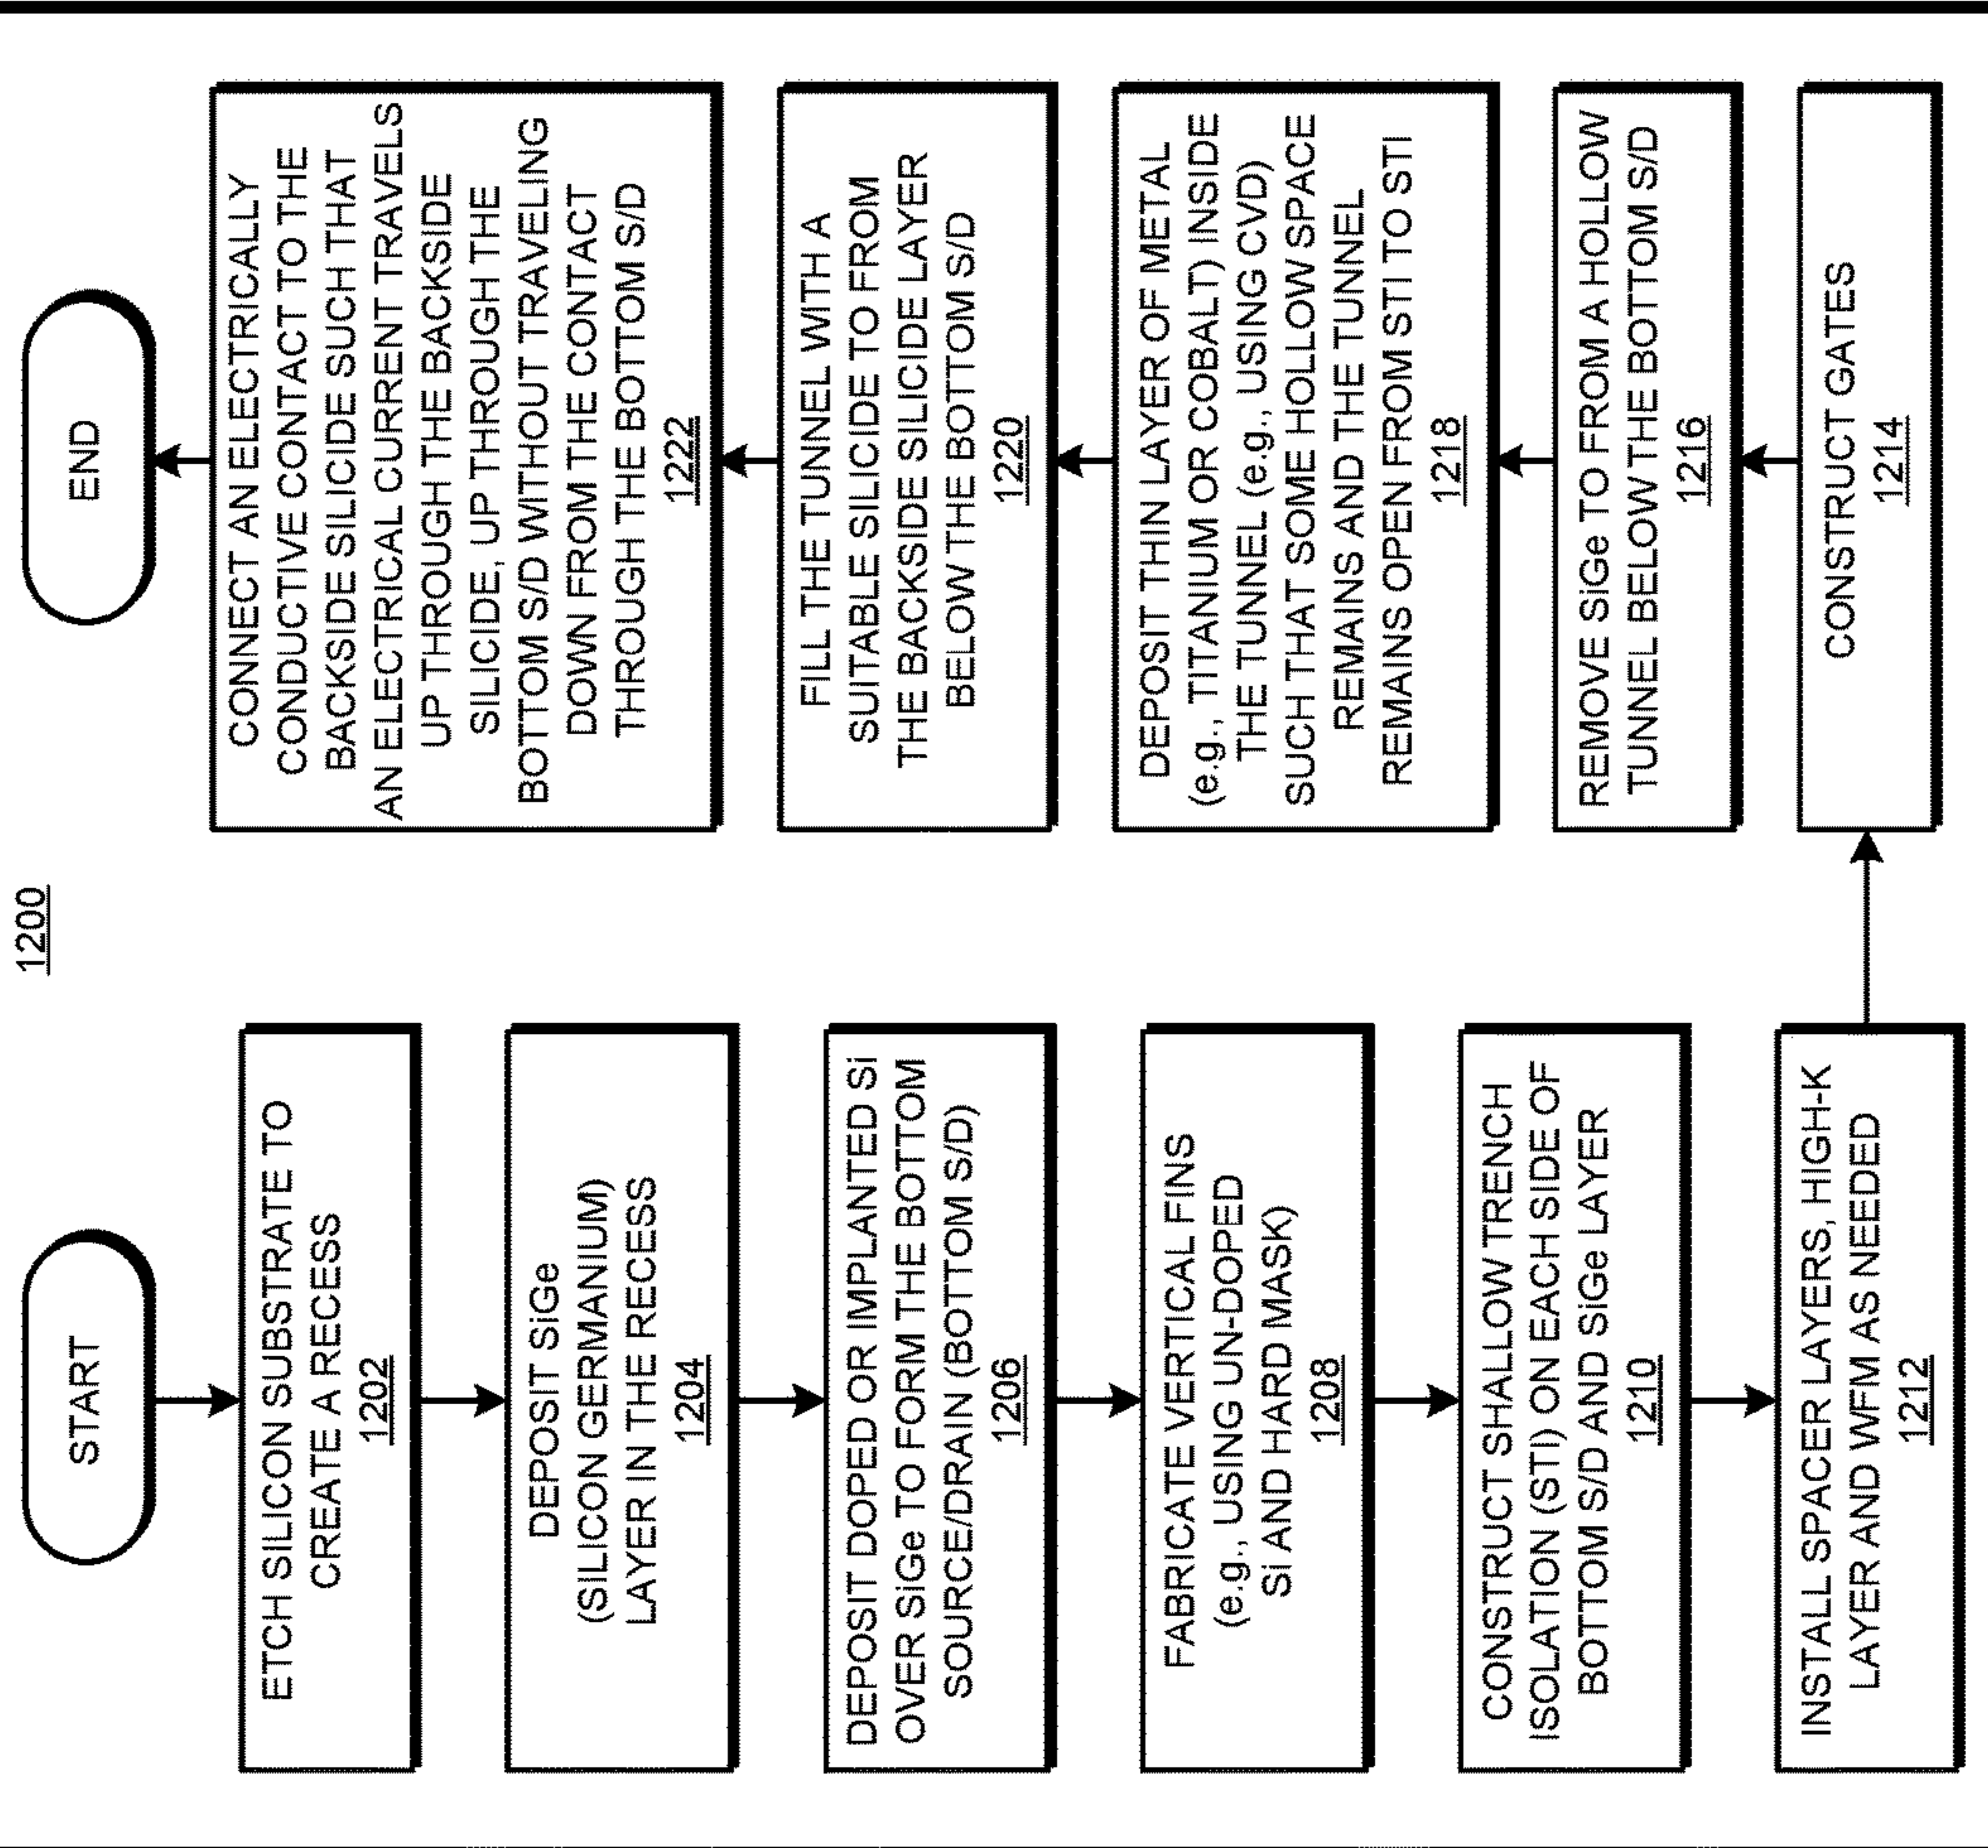 1200
START
ETCH SILICON SUBSTRATE TO
CREATE A RECESS
1202
DEPOSIT SiGe
(SILICON GERMANIUM)
LAYER IN THE RECESS
1204
DEPOSIT DOPED OR IMPLANTED Si
OVER SiGe TO FORM THE BOTTOM
SOURCE/DRAIN (BOTTOM S/D)
1206
FABRICATE VERTICAL FINS
(e.g., USING UN-DOPED
Si AND HARD MASK)
1208
CONSTRUCT SHALLOW TRENCH
ISOLATION (STI) ON EACH SIDE OF
BOTTOM S/D AND SiGe LAYER
1210
INSTALL SPACER LAYERS, HIGH-K
LAYER AND WFM AS NEEDED
1212
CONSTRUCT GATES
1214
REMOVE SiGe TO FROM A HOLLOW
TUNNEL BELOW THE BOTTOM S/D
1216
DEPOSIT THIN LAYER OF METAL
(e.g., TITANIUM OR COBALT) INSIDE
THE TUNNEL (e.g., USING CVD)
SUCH THAT SOME HOLLOW SPACE
REMAINS AND THE TUNNEL
REMAINS OPEN FROM STI TO STI
1218
FILL THE TUNNEL WITH A
SUITABLE SILICIDE TO FROM
THE BACKSIDE SILICIDE LAYER
BELOW THE BOTTOM S/D
1220
CONNECT AN ELECTRICALLY
CONDUCTIVE CONTACT TO THE
BACKSIDE SILICIDE SUCH THAT
AN ELECTRICAL CURRENT TRAVELS
UP THROUGH THE BACKSIDE
SILICIDE, UP THROUGH THE
BOTTOM S/D WITHOUT TRAVELING
DOWN FROM THE CONTACT
THROUGH THE BOTTOM S/D
1222
END